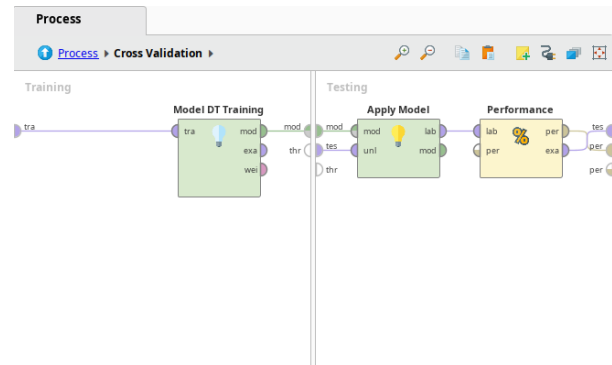 Process
Process ▸ Cross Validation ▸
Training
Testing
Model DT Training
Apply Model
Performance
tra
tra
mod
exa
wei
mod
thr
mod
tes
thr
mod
unl
lab
mod
lab
per
per
exa
tes
per
per